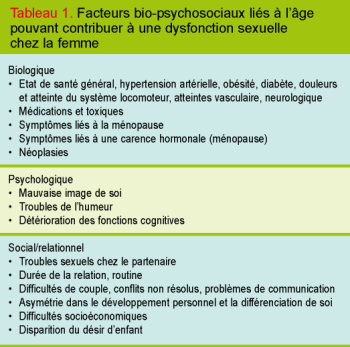 Tableau 1. Facteurs bio-psychosociaux liés à l'âge
pouvant contribuer à une dysfonction sexuelle
chez la femme
Biologique
• Etat de santé général, hypertension artérielle, obésité, diabète, douleurs
et atteinte du système locomoteur, atteintes vasculaire, neurologique
• Médications et toxiques
• Symptômes liés à la ménopause
• Symptômes liés à une carence hormonale (ménopause)
• Néoplasies
Psychologique
• Mauvaise image de soi
• Troubles de l'humeur
• Détérioration des fonctions cognitives
Social/relationnel
• Troubles sexuels chez le partenaire
• Durée de la relation, routine
• Difficultés de couple, conflits non résolus, problèmes de communication
• Asymétrie dans le développement personnel et la différenciation de soi
• Difficultés socioéconomiques
• Disparition du désir d'enfant